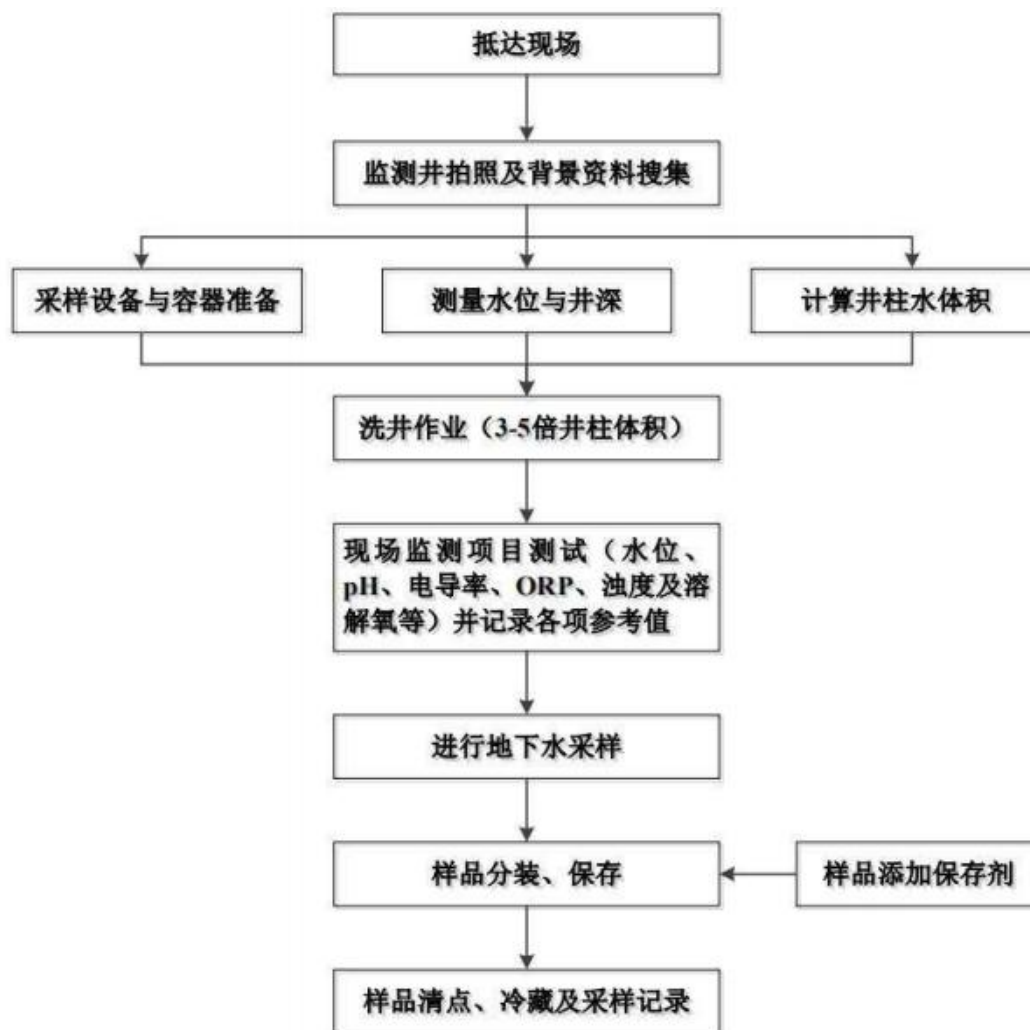 抵达现场
监测井拍照及背景资料搜集
采样设备与容器准备
测量水位与井深
计算井柱水体积
洗井作业（3-5倍井柱体积）
现场监测项目测试（水位、
pH、电导率、ORP、浊度及溶
解氧等）并记录各项参考值
进行地下水采样
样品分装、保存
样品添加保存剂
样品清点、冷藏及采样记录